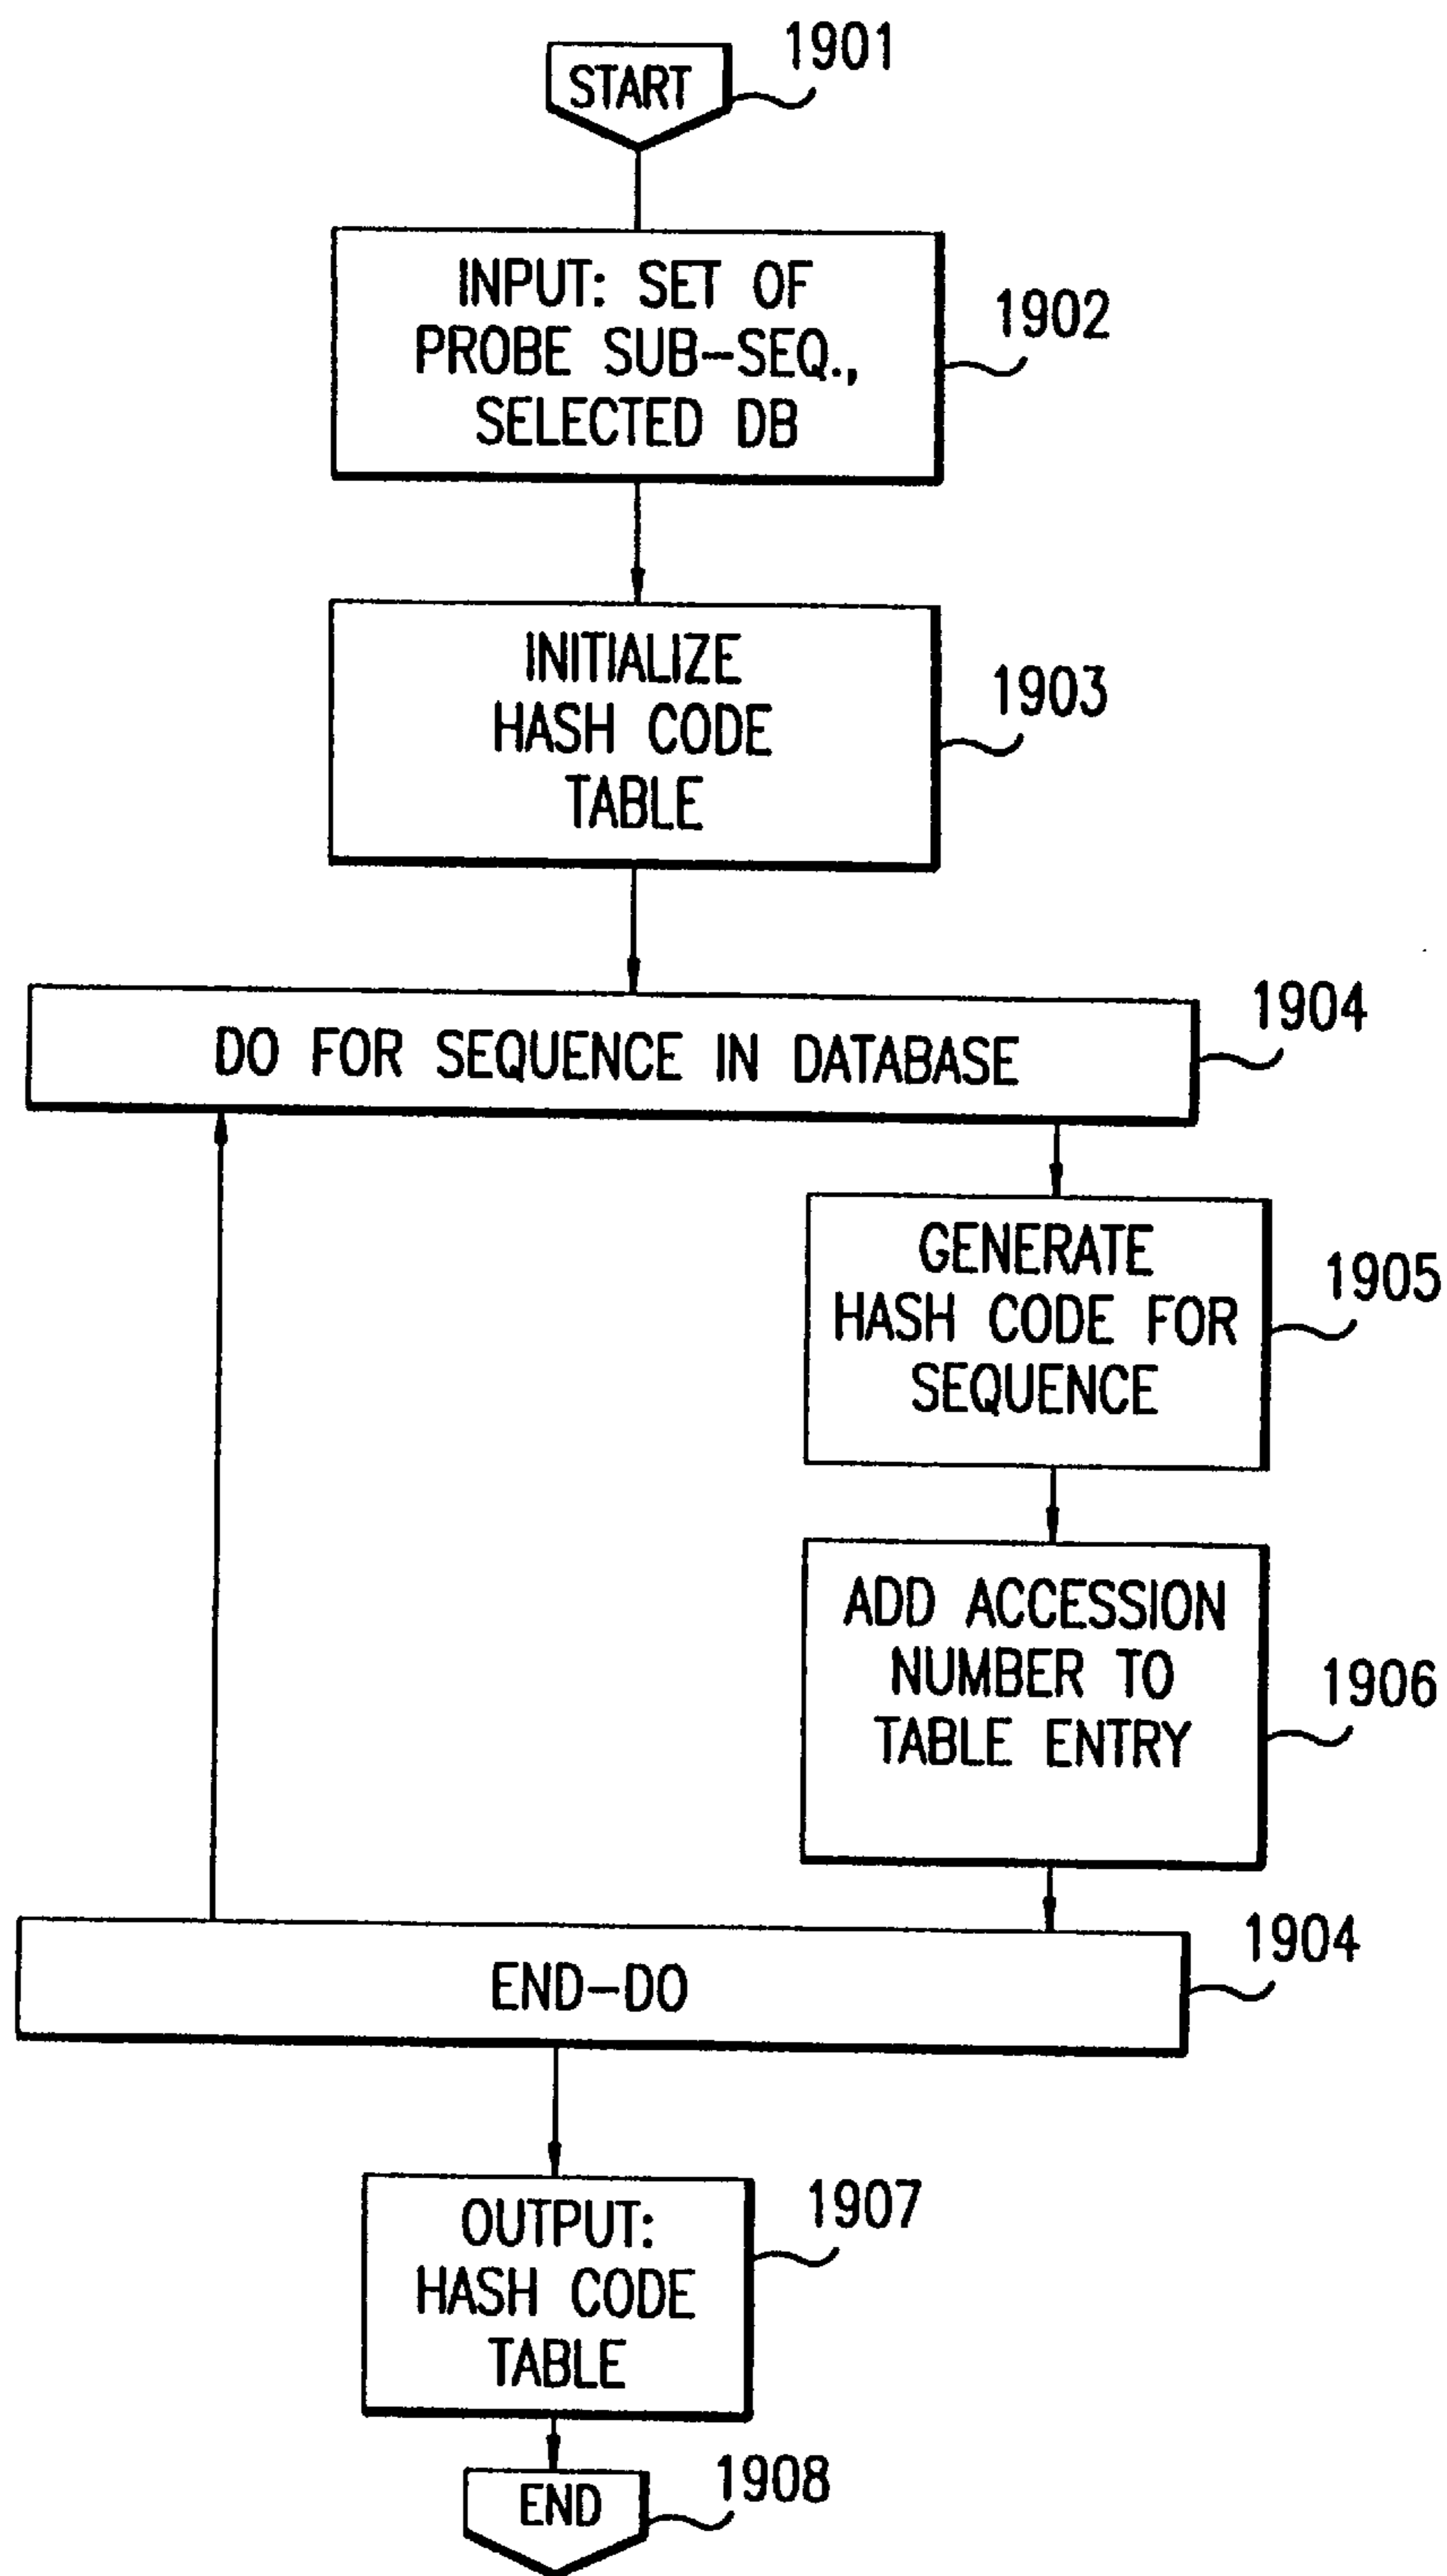 START
1901
INPUT: SET OF
PROBE SUB-SEQ.,
SELECTED DB
1902
INITIALIZE
HASH CODE
TABLE
1903
DO FOR SEQUENCE IN DATABASE
1904
GENERATE
HASH CODE FOR
SEQUENCE
1905
ADD ACCESSION
NUMBER TO
TABLE ENTRY
1906
END-DO
1904
OUTPUT:
HASH CODE
TABLE
1907
END
1908